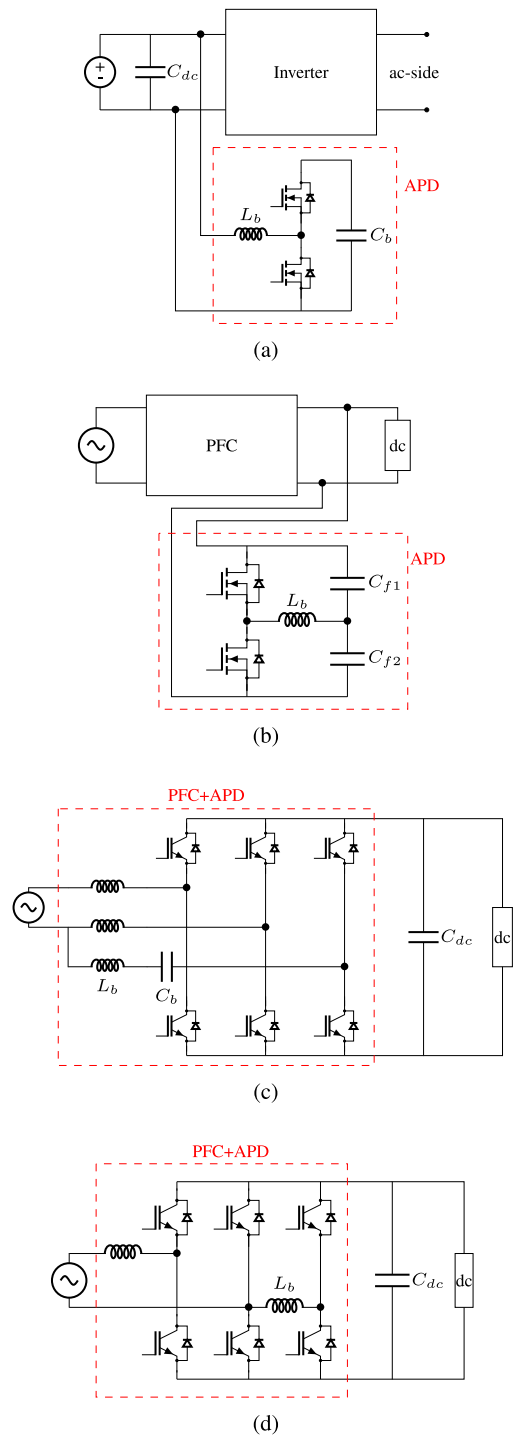 C_dc
Inverter
ac-side
APD
L_b
C_b
(a)
PFC
dc
APD
C_f1
L_b
C_f2
(b)
PFC+APD
C_dc
dc
L_b
C_b
(c)
PFC+APD
L_b
C_dc
dc
(d)